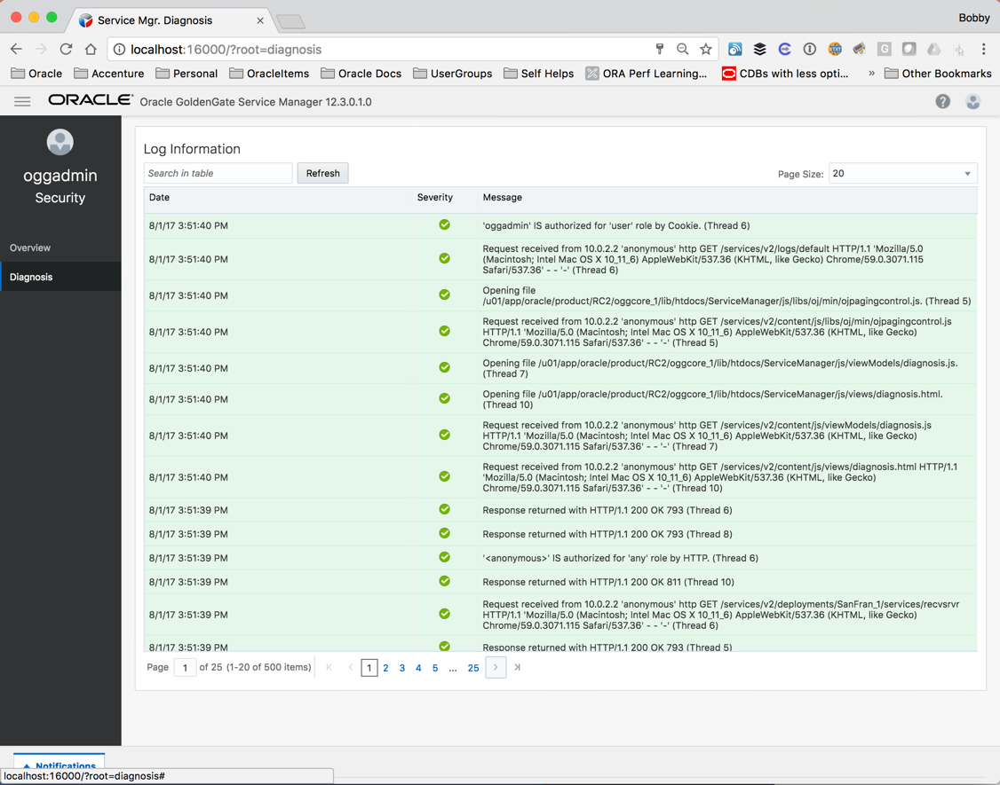 Service Mgr. Diagnosis
Bobby
localhost:16000/?root=diagnosis
Oracle Accenture Personal OracleItems Oracle Docs UserGroups Self Helps ORA Perf Learning... CDBs with less opti... » Other Bookmarks
ORACLE Oracle GoldenGate Service Manager 12.3.0.1.0
oggadmin
Security
Overview
Diagnosis
Log Information
Search in table
Refresh
Page Size: 20
Date Severity Message
8/1/17 3:51:40 PM 'oggadmin' IS authorized for 'user' role by Cookie. (Thread 6)
8/1/17 3:51:40 PM Request received from 10.0.2.2 'anonymous' http GET /services/v2/logs/default HTTP/1.1 'Mozilla/5.0
(Macintosh; Intel Mac OS X 10_11_6) AppleWebKit/537.36 (KHTML, like Gecko) Chrome/59.0.3071.115
Safari/537.36' - - '-' (Thread 6)
8/1/17 3:51:40 PM Opening file
/u01/app/oracle/product/RC2/oggcore_1/lib/htdocs/ServiceManager/js/libs/oj/min/ojpagingcontrol.js. (Thread 5)
8/1/17 3:51:40 PM Request received from 10.0.2.2 'anonymous' http GET /services/v2/content/js/libs/oj/min/ojpagingcontrol.js
HTTP/1.1 'Mozilla/5.0 (Macintosh; Intel Mac OS X 10_11_6) AppleWebKit/537.36 (KHTML, like Gecko)
Chrome/59.0.3071.115 Safari/537.36' - - '-' (Thread 5)
8/1/17 3:51:40 PM Opening file /u01/app/oracle/product/RC2/oggcore_1/lib/htdocs/ServiceManager/js/viewModels/diagnosis.js.
(Thread 7)
8/1/17 3:51:40 PM Opening file /u01/app/oracle/product/RC2/oggcore_1/lib/htdocs/ServiceManager/js/views/diagnosis.html.
(Thread 10)
8/1/17 3:51:40 PM Request received from 10.0.2.2 'anonymous' http GET /services/v2/content/js/viewModels/diagnosis.js
HTTP/1.1 'Mozilla/5.0 (Macintosh; Intel Mac OS X 10_11_6) AppleWebKit/537.36 (KHTML, like Gecko)
Chrome/59.0.3071.115 Safari/537.36' - - '-' (Thread 7)
8/1/17 3:51:40 PM Request received from 10.0.2.2 'anonymous' http GET /services/v2/content/js/views/diagnosis.html HTTP/1.1
'Mozilla/5.0 (Macintosh; Intel Mac OS X 10_11_6) AppleWebKit/537.36 (KHTML, like Gecko)
Chrome/59.0.3071.115 Safari/537.36' - - '-' (Thread 10)
8/1/17 3:51:39 PM Response returned with HTTP/1.1 200 OK 793 (Thread 6)
8/1/17 3:51:39 PM Response returned with HTTP/1.1 200 OK 793 (Thread 8)
8/1/17 3:51:39 PM '<anonymous>' IS authorized for 'any' role by HTTP. (Thread 6)
8/1/17 3:51:39 PM Response returned with HTTP/1.1 200 OK 811 (Thread 10)
8/1/17 3:51:39 PM Request received from 10.0.2.2 'anonymous' http GET /services/v2/deployments/SanFran_1/services/recvsrvr
HTTP/1.1 'Mozilla/5.0 (Macintosh; Intel Mac OS X 10_11_6) AppleWebKit/537.36 (KHTML, like Gecko)
Chrome/59.0.3071.115 Safari/537.36' - - '-' (Thread 6)
8/1/17 3:51:39 PM Response returned with HTTP/1.1 200 OK 793 (Thread 5)
Page 1 of 25 (1-20 of 500 items) 1 2 3 4 5 ... 25
Notifications
localhost:16000/?root=diagnosis#